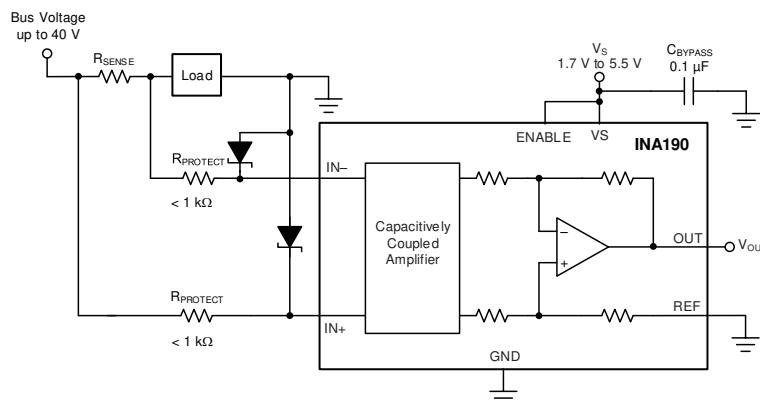 Bus Voltage
up to 40 V
RSENSE
Load
VS
1.7 V to 5.5 V
CBYPASS
0.1 µF
ENABLE
VS
INA190
RPROTECT
< 1 kΩ
IN–
Capacitively
Coupled
Amplifier
–
+
OUT
VOU
RPROTECT
< 1 kΩ
IN+
REF
GND